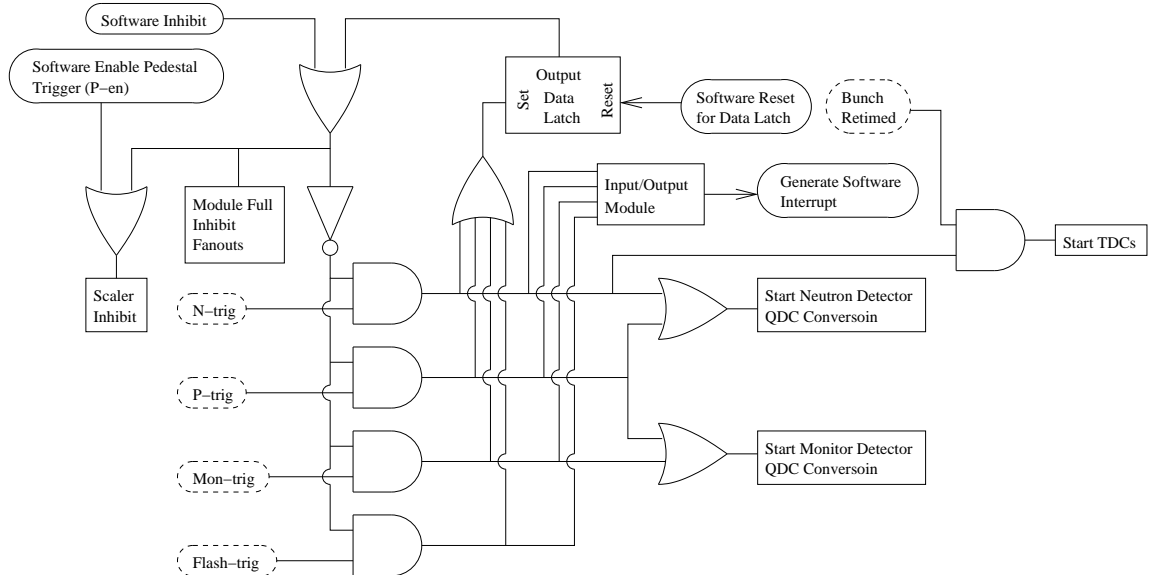 Software Inhibit
Software Enable Pedestal
Trigger (P−en)
Set
Output
Data
Latch
Reset
Software Reset
for Data Latch
Bunch
Retimed
Module Full
Inhibit
Fanouts
Input/Output
Module
Generate Software
Interrupt
Start TDCs
Scaler
Inhibit
N−trig
Start Neutron Detector
QDC Conversoin
P−trig
Mon−trig
Start Monitor Detector
QDC Conversoin
Flash−trig